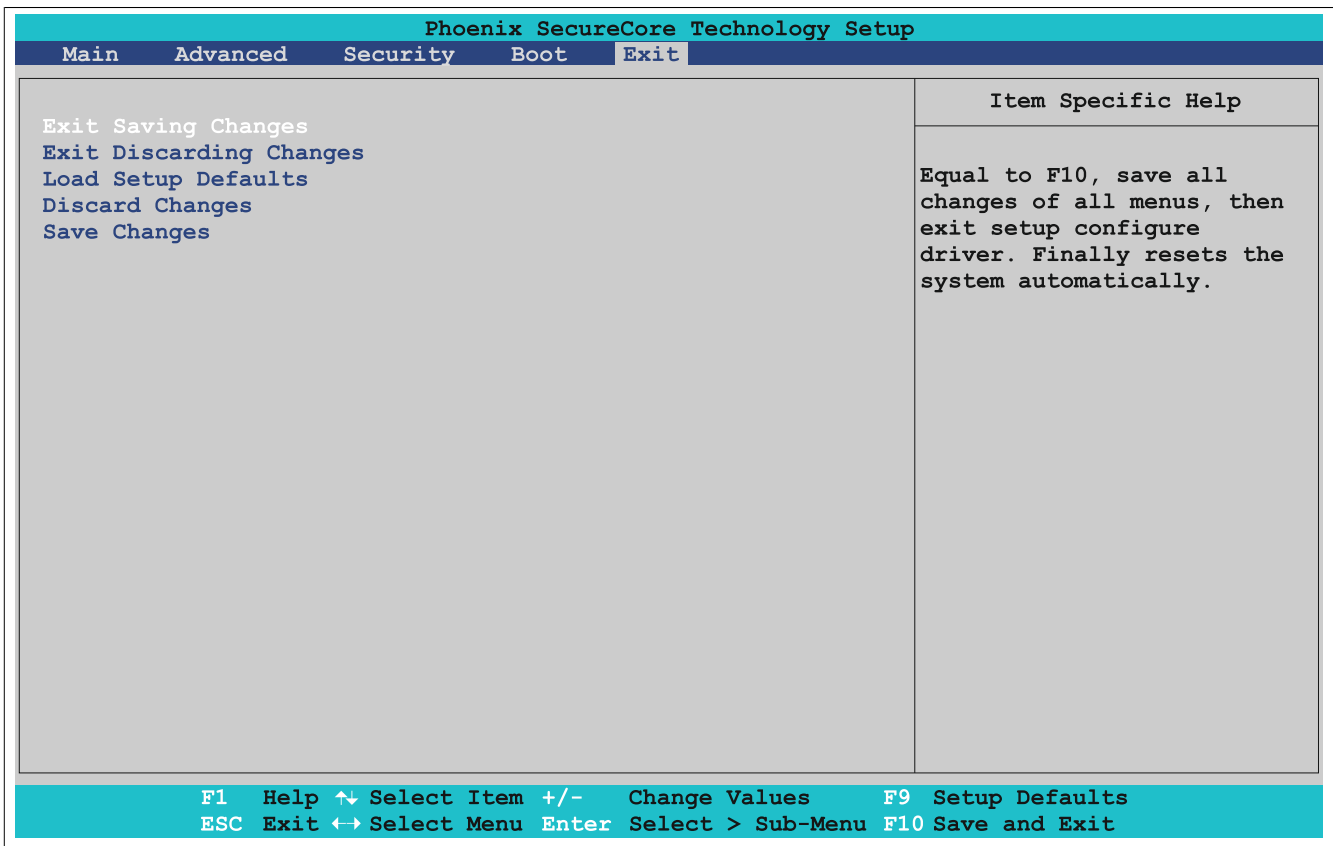 Phoenix SecureCore Technology Setup
Main Advanced Security Boot Exit
Item Specific Help
Exit Saving Changes
Exit Discarding Changes
Load Setup Defaults
Discard Changes
Save Changes
Equal to F10, save all
changes of all menus, then
exit setup configure
driver. Finally resets the
system automatically.
F1 Help ↑↓ Select Item +/- Change Values F9 Setup Defaults
ESC Exit ←→ Select Menu Enter Select > Sub-Menu F10 Save and Exit